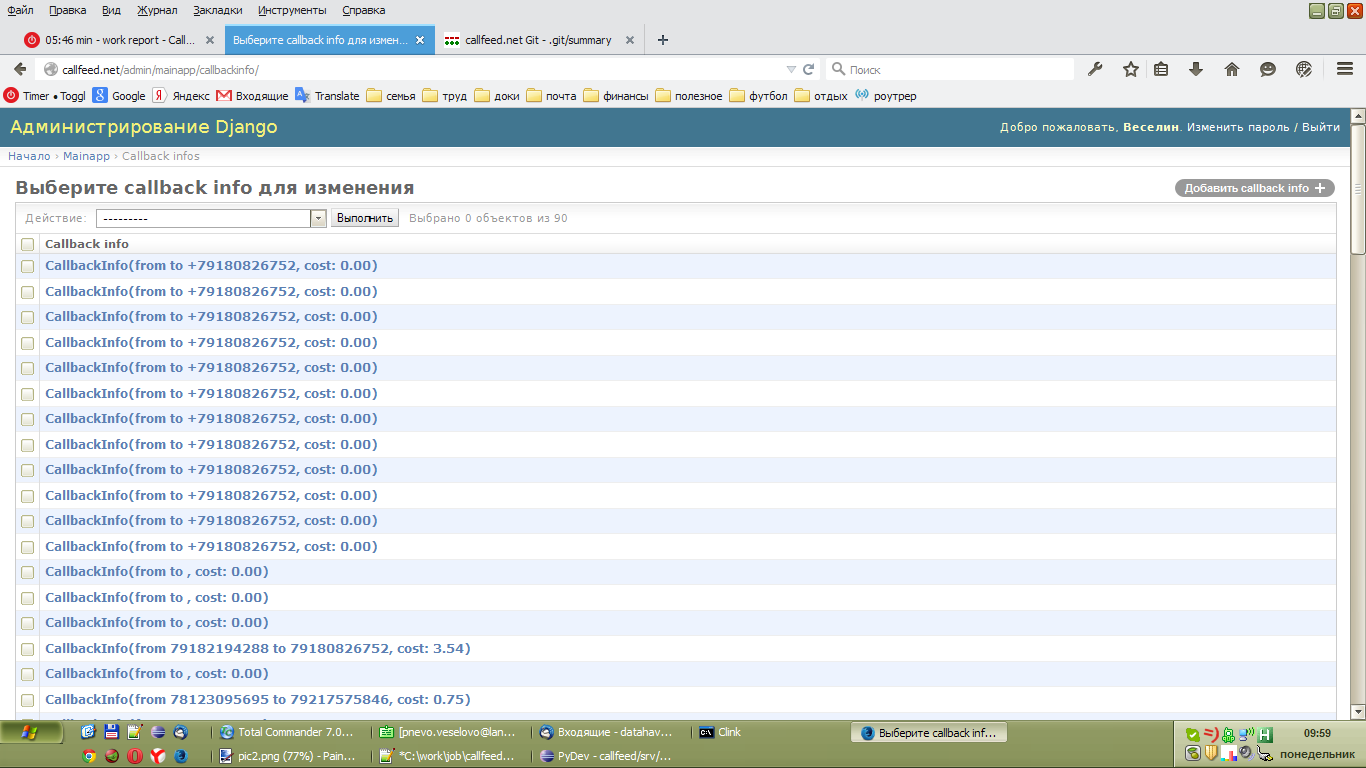 Файл Правка Вид Журнал Закладки Инструменты Справка
05:46 min - work report - Call... Выберите callback info для измен... callfeed.net Git - .git/summary
callfeed.net/admin/mainapp/callbackinfo/ Поиск
Timer • Toggl Google Яндекс Входящие Translate семья труд доки почта финансы полезное футбол отдых роутрер
Администрирование Django Добро пожаловать, Веселин. Изменить пароль / Выйти
Начало › Mainapp › Callback infos
Выберите callback info для изменения Добавить callback info +
Действие: --------- Выполнить Выбрано 0 объектов из 90
Callback info
CallbackInfo(from to +79180826752, cost: 0.00)
CallbackInfo(from to +79180826752, cost: 0.00)
CallbackInfo(from to +79180826752, cost: 0.00)
CallbackInfo(from to +79180826752, cost: 0.00)
CallbackInfo(from to +79180826752, cost: 0.00)
CallbackInfo(from to +79180826752, cost: 0.00)
CallbackInfo(from to +79180826752, cost: 0.00)
CallbackInfo(from to +79180826752, cost: 0.00)
CallbackInfo(from to +79180826752, cost: 0.00)
CallbackInfo(from to +79180826752, cost: 0.00)
CallbackInfo(from to +79180826752, cost: 0.00)
CallbackInfo(from to +79180826752, cost: 0.00)
CallbackInfo(from to , cost: 0.00)
CallbackInfo(from to , cost: 0.00)
CallbackInfo(from to , cost: 0.00)
CallbackInfo(from 79182194288 to 79180826752, cost: 3.54)
CallbackInfo(from to , cost: 0.00)
CallbackInfo(from 78123095695 to 79217575846, cost: 0.75)
Total Commander 7.0... [pnevo.veselovo@lan... Входящие - datahav... Clink Выберите callback inf... 09:59
pic2.png (77%) - Pain... *C:\work\job\callfeed... PyDev - callfeed/srv/... понедельник